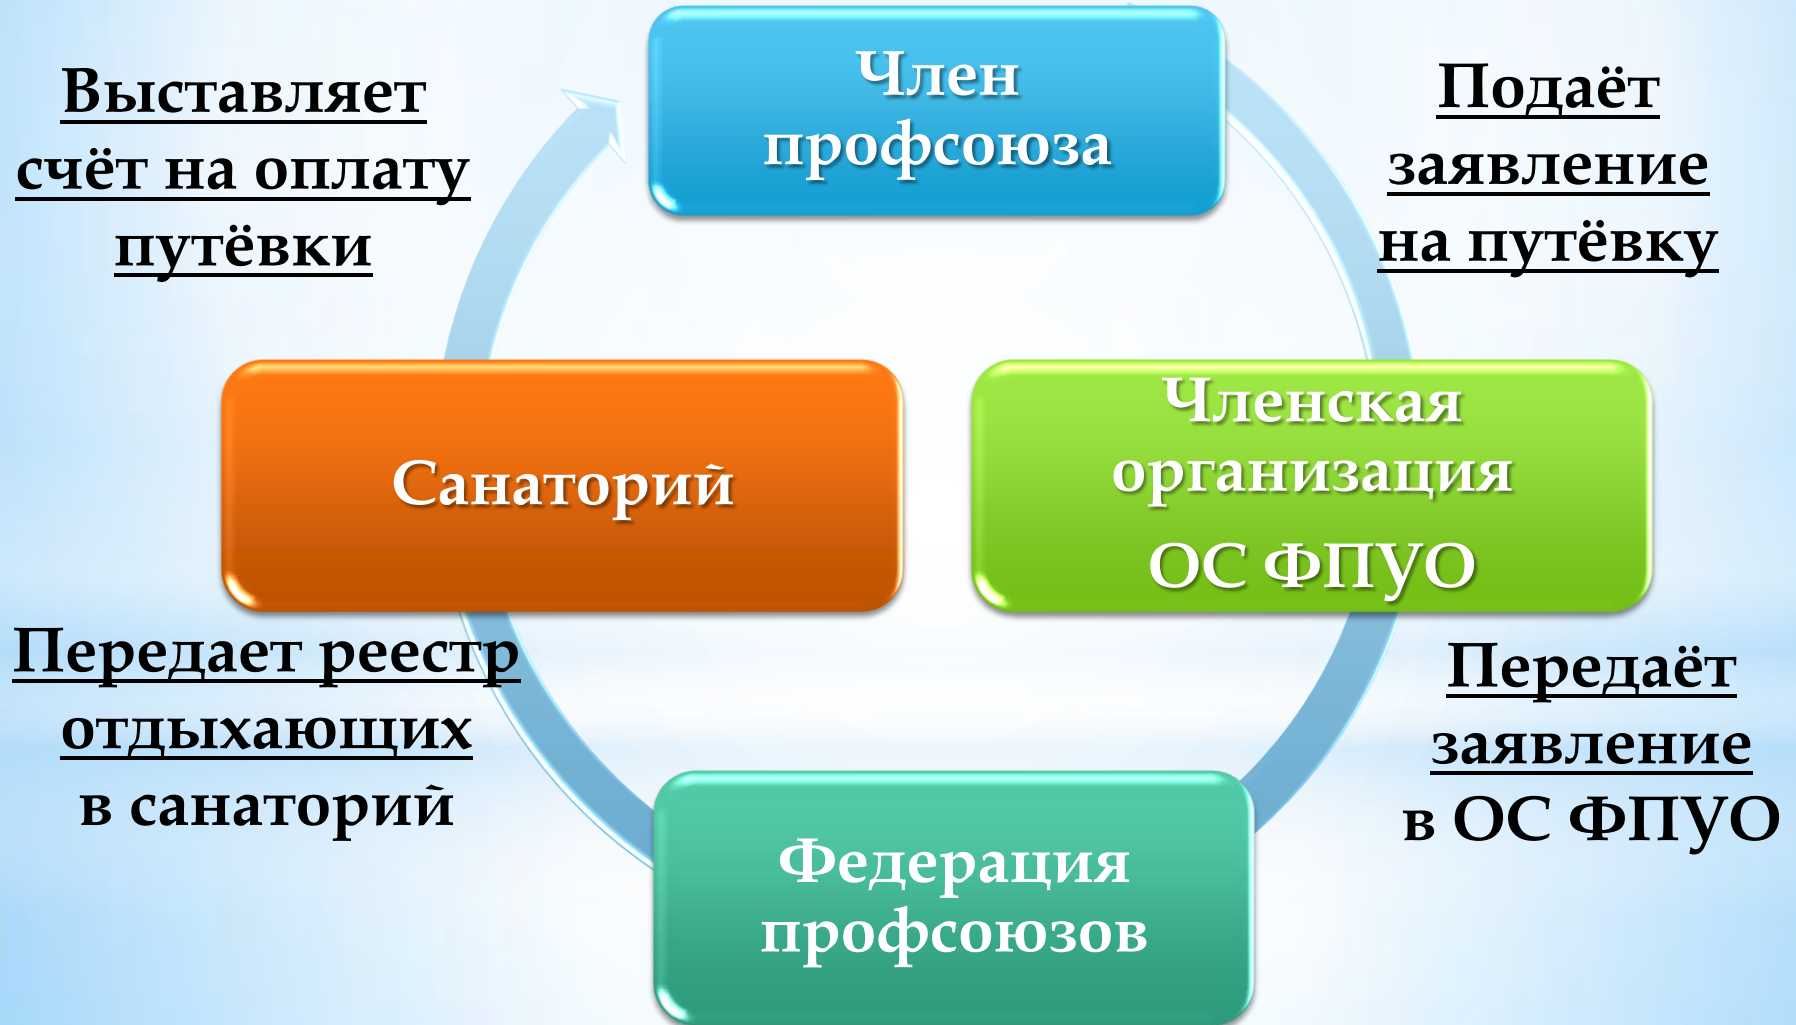 Член
профсоюза
Подаёт
заявление
на путёвку
Членская
организация
ОС ФПУО
Передаёт
заявление
в ОС ФПУО
Федерация
профсоюзов
Передает реестр
отдыхающих
в санаторий
Санаторий
Выставляет
счёт на оплату
путёвки